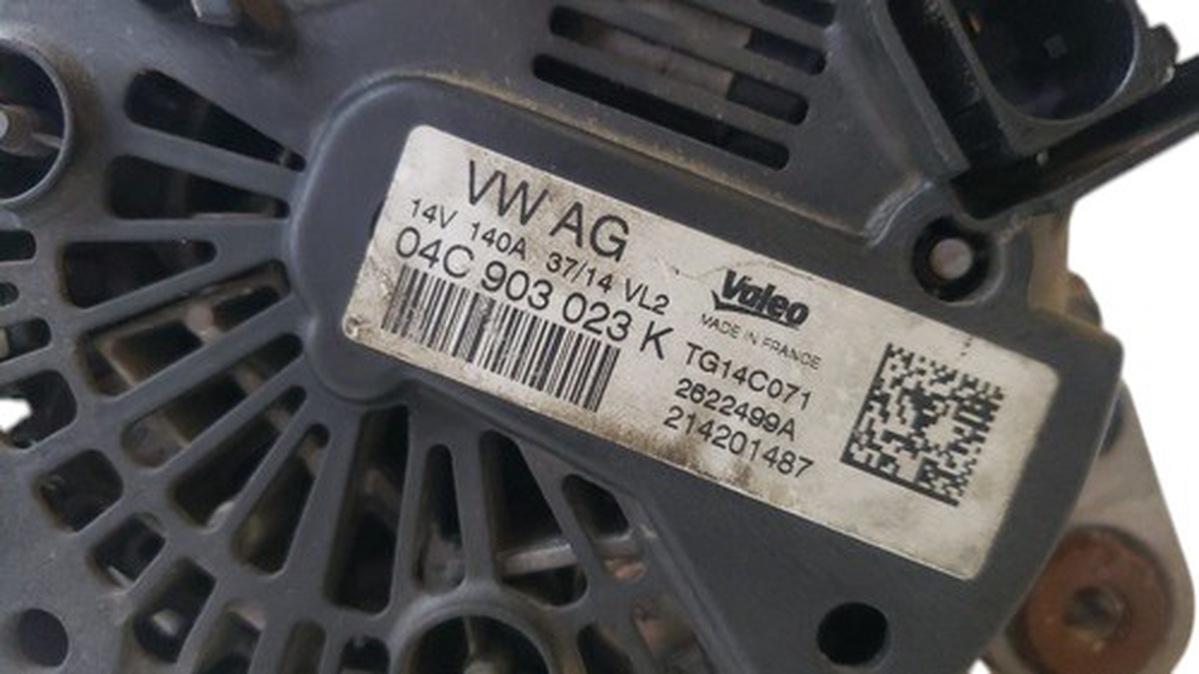 VW AG
14V 140A 37/14 VL2
04C 903 023 K
Valeo
MADE IN FRANCE
TG14C071
2622499A
214201487